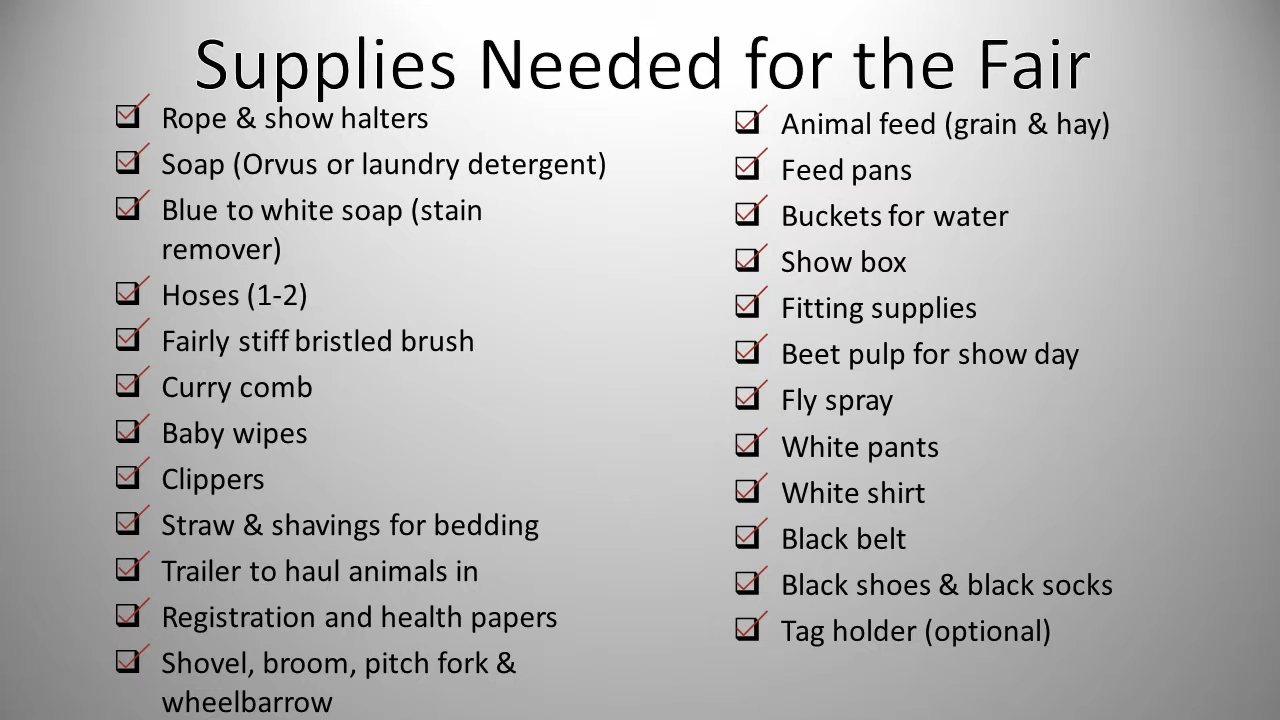 Supplies Needed for the Fair
Rope & show halters
Soap (Orvus or laundry detergent)
Blue to white soap (stain
remover)
Hoses (1-2)
Fairly stiff bristled brush
Curry comb
Baby wipes
Clippers
Straw & shavings for bedding
Trailer to haul animals in
Registration and health papers
Shovel, broom, pitch fork &
wheelbarrow
Animal feed (grain & hay)
Feed pans
Buckets for water
Show box
Fitting supplies
Beet pulp for show day
Fly spray
White pants
White shirt
Black belt
Black shoes & black socks
Tag holder (optional)